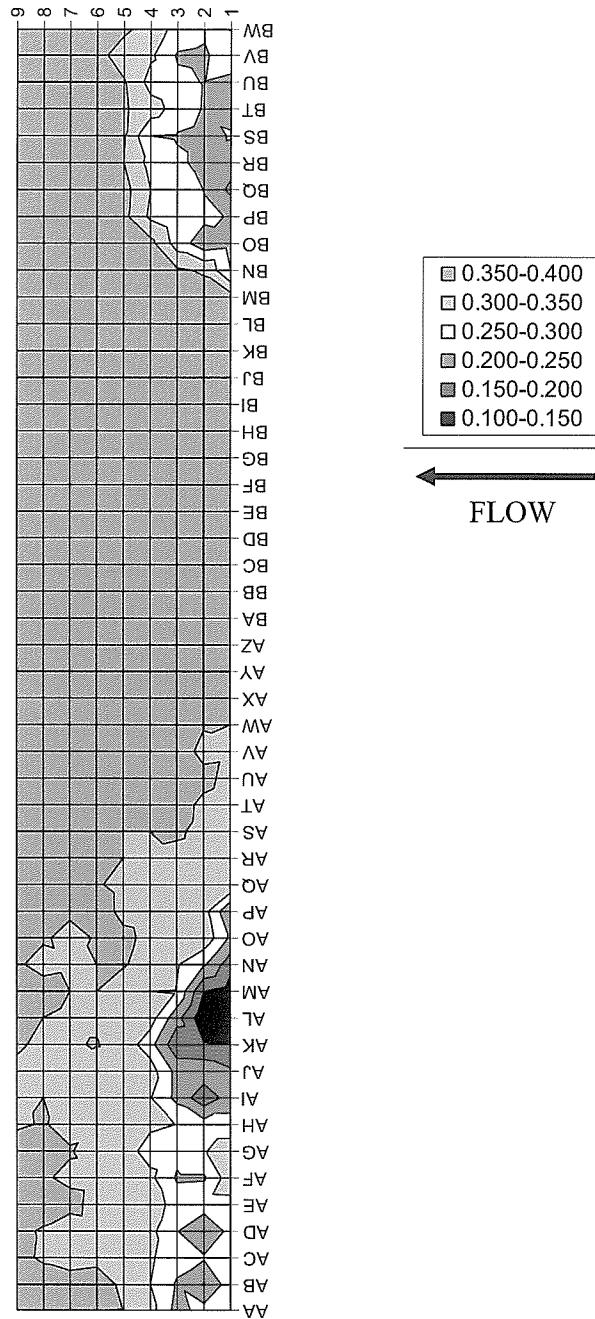 9 8 7 6 5 4 3 2 1
BW
BV
BU
BT
BS
BR
BQ
BP
BO
BN
BM
BL
BK
BJ
BI
BH
BG
BF
BE
BD
BC
BB
BA
AZ
AY
AX
AW
AV
AU
AT
AS
AR
AQ
AP
AO
AN
AM
AL
AK
AJ
AI
AH
AG
AF
AE
AD
AC
AB
AA
0.350-0.400
0.300-0.350
0.250-0.300
0.200-0.250
0.150-0.200
0.100-0.150
FLOW